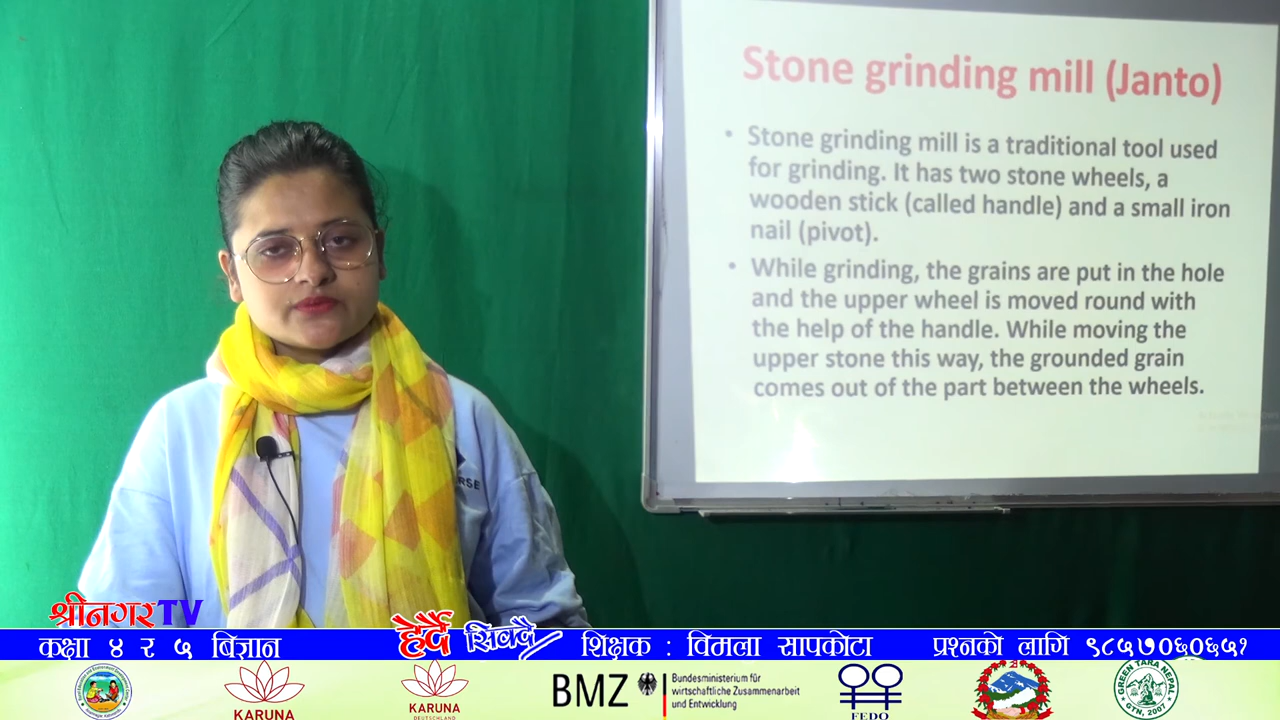 Stone grinding mill (Janto)
• Stone grinding mill is a traditional tool used
for grinding. It has two stone wheels, a
wooden stick (called handle) and a small iron
nail (pivot).
• While grinding, the grains are put in the hole
and the upper wheel is moved round with
the help of the handle. While moving the
upper stone this way, the grounded grain
comes out of the part between the wheels.
RSE
श्रीनगरTV
कक्षा ४ र ५ बिज्ञान
हेर्दै सिक्दै
शिक्षक : विमला सापकोटा
प्रश्नको लागि ९८५७०६०६५१
KARUNA
KARUNA
DEUTSCHLAND
BMZ
Bundesministerium für
wirtschaftliche Zusammenarbeit
und Entwicklung
FEDO
GREEN TARA NEPAL
GTN, 2007